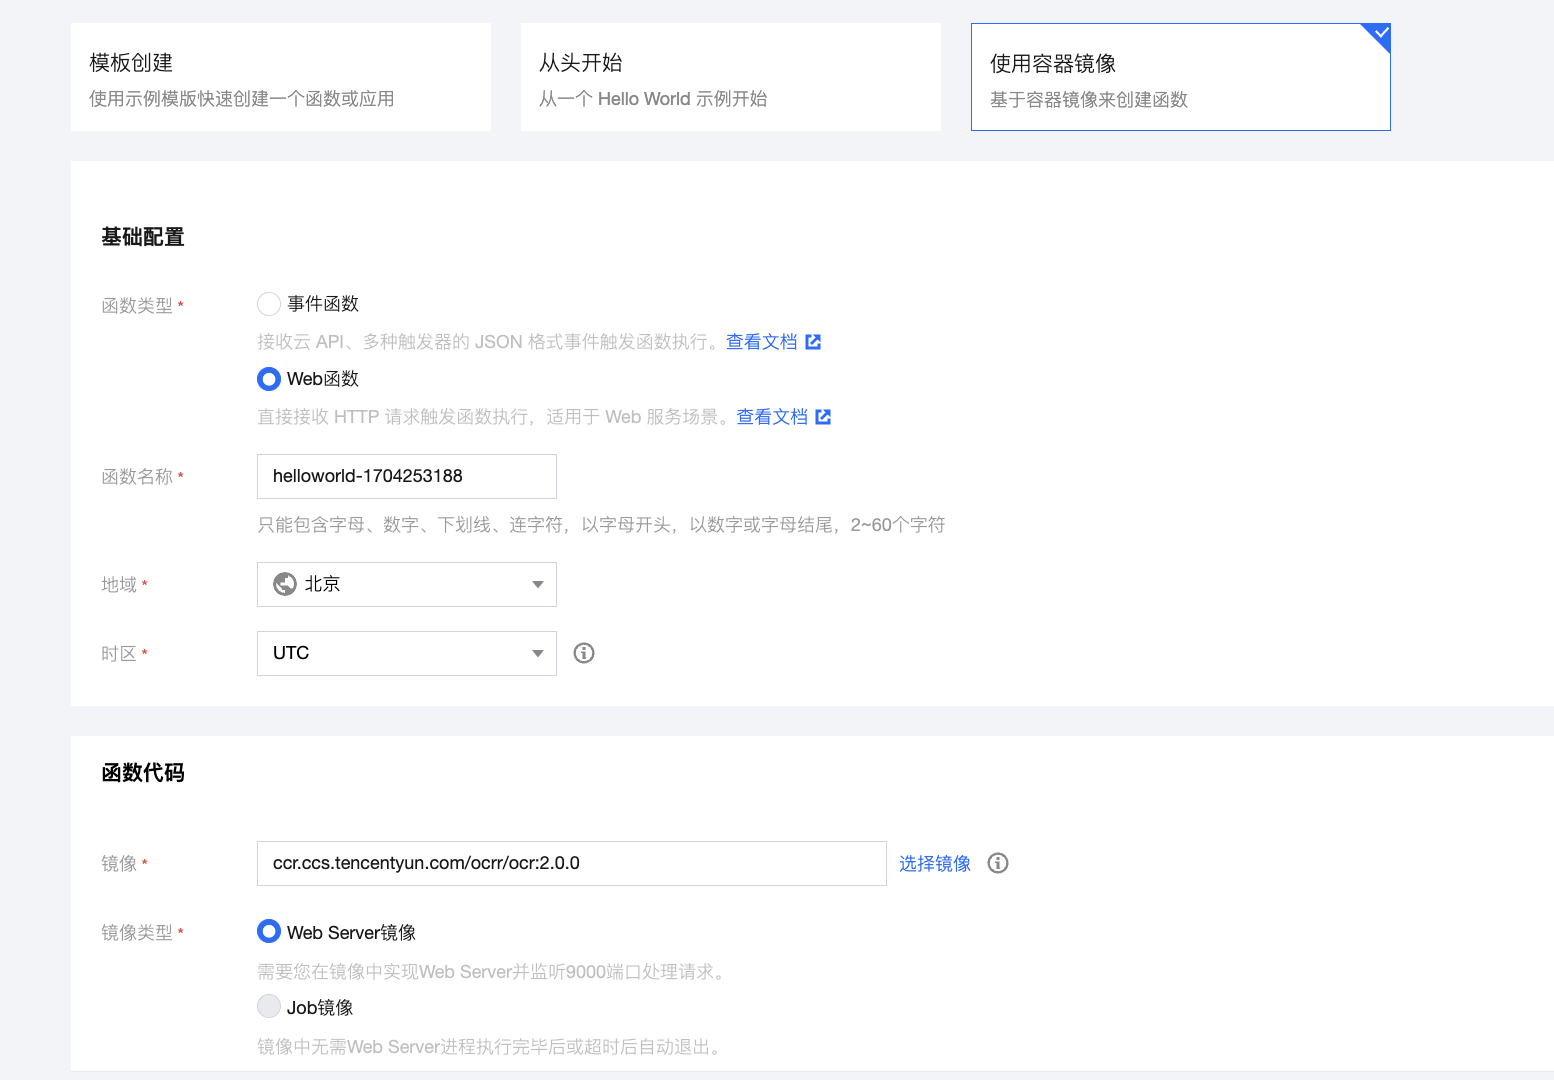 模板创建
使用示例模版快速创建一个函数或应用
从头开始
从一个 Hello World 示例开始
使用容器镜像
基于容器镜像来创建函数
基础配置
函数类型 *
事件函数
接收云 API、多种触发器的 JSON 格式事件触发函数执行。查看文档
Web函数
直接接收 HTTP 请求触发函数执行，适用于 Web 服务场景。查看文档
函数名称 *
helloworld-1704253188
只能包含字母、数字、下划线、连字符，以字母开头，以数字或字母结尾，2~60个字符
地域 *
北京
时区 *
UTC
函数代码
镜像 *
ccr.ccs.tencentyun.com/ocrr/ocr:2.0.0
选择镜像
镜像类型 *
Web Server镜像
需要您在镜像中实现Web Server并监听9000端口处理请求。
Job镜像
镜像中无需Web Server进程执行完毕后或超时后自动退出。